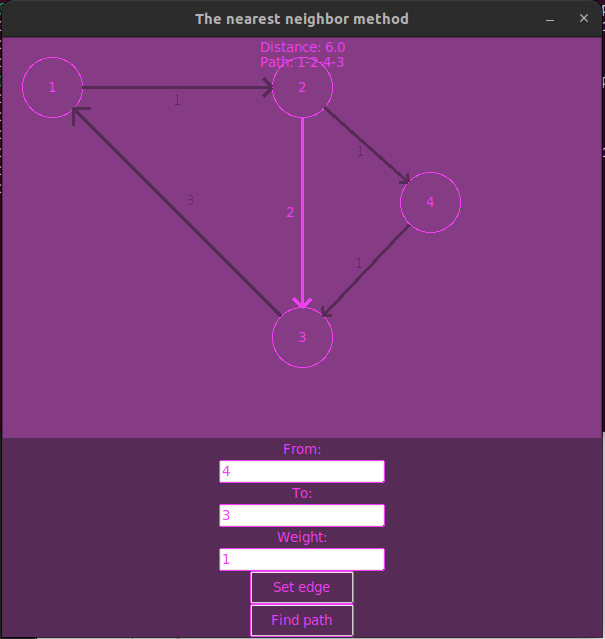 The nearest neighbor method
Distance: 6.0
Path: 1-2-4-3
1
2
1
1
3
4
2
1
3
From:
4
To:
3
Weight:
1
Set edge
Find path